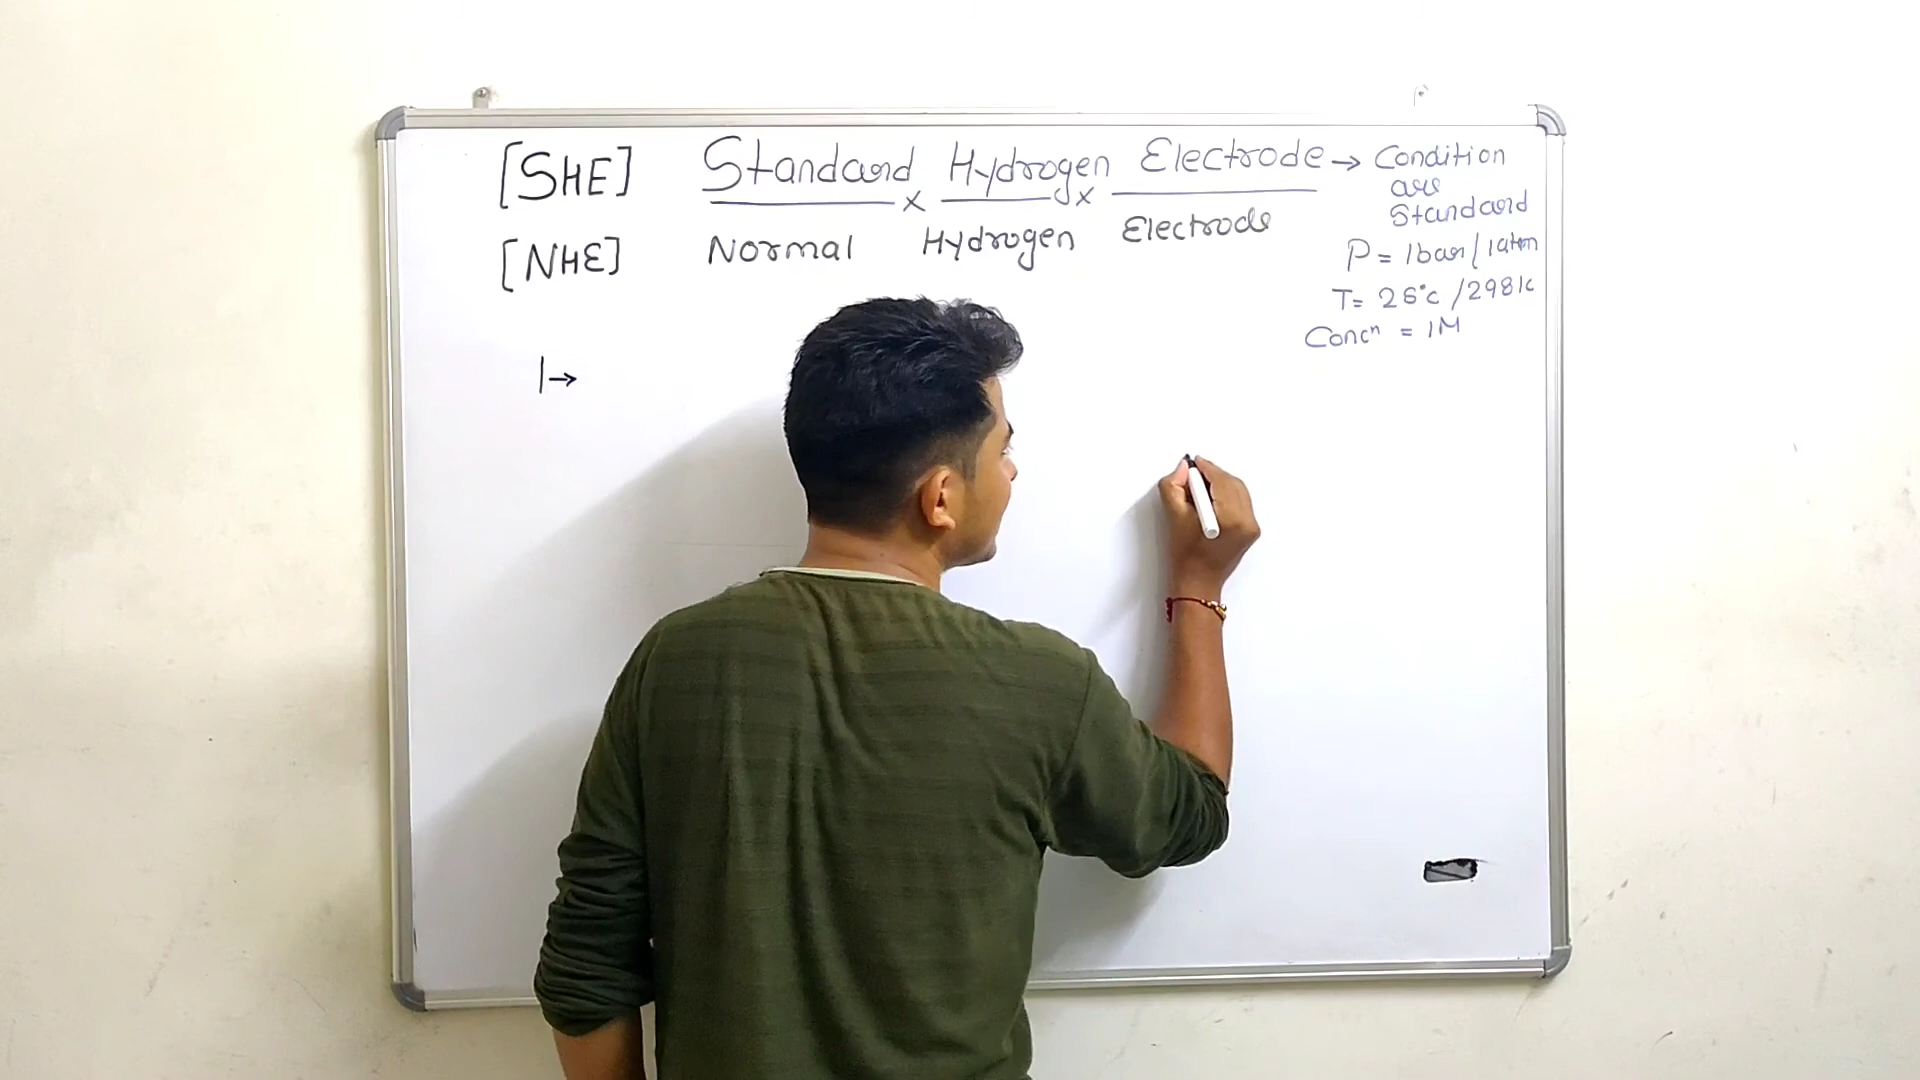 [SHE] Standard Hydrogen Electrode → Condition
are
Standard
[NHE] Normal Hydrogen Electrode
P = 1bar/1atm
T = 25°c / 298K
Concⁿ = 1M
1→